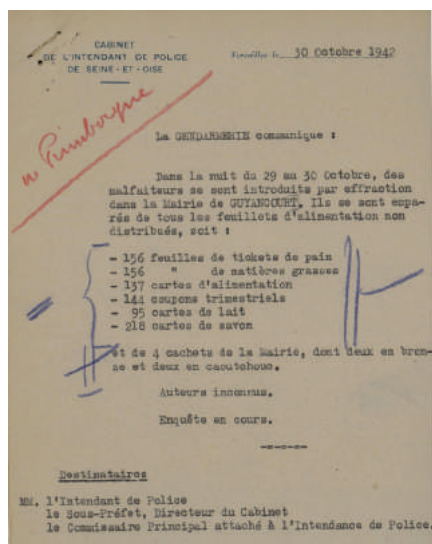 CABINET
DE L'INTENDANT DE POLICE
DE SEINE-ET-OISE
Versailles le 30 Octobre 1942
La GENDARMERIE communique :
Dans la nuit du 29 au 30 Octobre, des
malfaiteurs se sont introduits par effraction
dans la Mairie de GUYANCOURT. Ils se sont empa-
rés de tous les feuillets d'alimentation non
distribués, soit :
- 156 feuilles de tickets de pain
- 156 " de matières grasses
- 137 cartes d'alimentation
- 144 coupons trimestriels
- 95 cartes de lait
- 218 cartes de savon
et de 4 cachets de la Mairie, dont deux en bron-
ze et deux en caoutchouc.
Auteurs inconnus.
Enquête en cours.
-=-=-=-
Destinataires
MM. l'Intendant de Police
le Sous-Préfet, Directeur du Cabinet
le Commissaire Principal attaché à l'Intendance de Police.